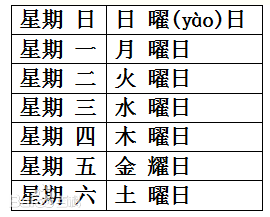 星期 日 日 曜(yào)日
星期 一 月 曜日
星期 二 火 曜日
星期 三 水 曜日
星期 四 木 曜日
星期 五 金 耀日
星期 六 土 曜日